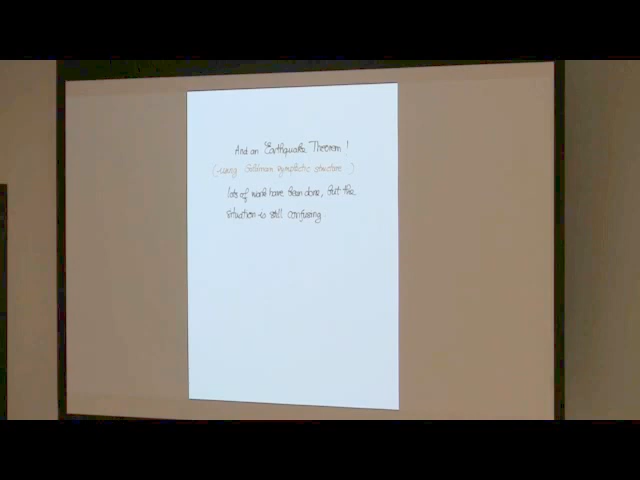 And an Earthquake Theorem!
(using Goldman symplectic structure)
lots of work have been done, but the
situation is still confusing